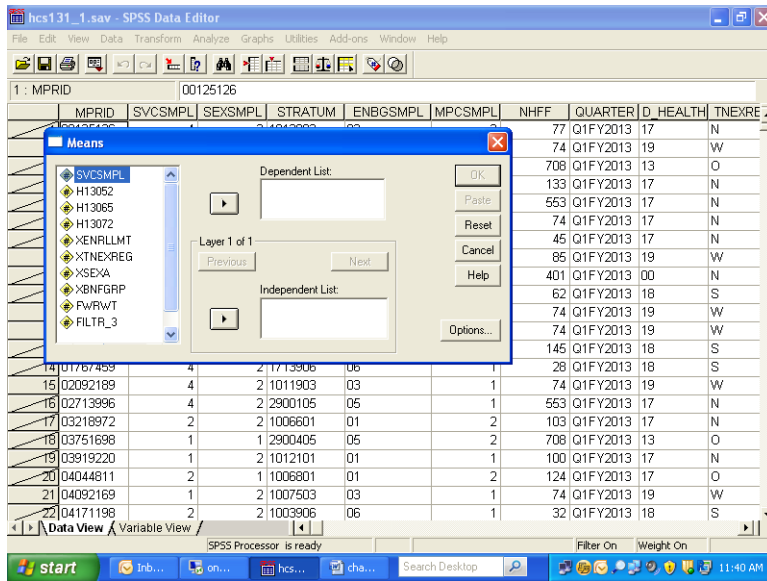 hcs131_1.sav - SPSS Data Editor
File Edit View Data Transform Analyze Graphs Utilities Add-ons Window Help
1 : MPRID 00125126
MPRID SVCSMPL SEXSMPL STRATUM ENBGSMPL MPCSMPL NHFF QUARTER D_HEALTH TNEXRE
77 Q1FY2013 17 N
Means
74 Q1FY2013 19 W
SVCSMPL Dependent List: OK 708 Q1FY2013 13 O
H13052 133 Q1FY2013 17 N
H13065 Paste 553 Q1FY2013 17 N
H13072 Reset 74 Q1FY2013 17 N
XENRLLMT Layer 1 of 1 45 Q1FY2013 17 N
XTNEXREG Previous Next Cancel 85 Q1FY2013 19 W
XSEXA Help 401 Q1FY2013 00 N
XBNFGRP Independent List: 62 Q1FY2013 18 S
FWRWT 74 Q1FY2013 19 W
FILTR_3 Options... 74 Q1FY2013 19 W
145 Q1FY2013 18 S
14 01767459 4 2 1713906 06 1 28 Q1FY2013 18 S
15 02092189 4 2 1011903 03 1 74 Q1FY2013 19 W
16 02713996 4 2 2900105 05 1 553 Q1FY2013 17 N
17 03218972 2 2 1006601 01 2 103 Q1FY2013 17 N
18 03751698 1 1 2900405 05 2 708 Q1FY2013 13 O
19 03919220 1 2 1012101 01 1 100 Q1FY2013 17 N
20 04044811 2 1 1006801 01 2 124 Q1FY2013 17 O
21 04092169 1 2 1007503 03 1 74 Q1FY2013 19 W
22 04171198 2 2 1003906 06 1 32 Q1FY2013 18 S
Data View Variable View
SPSS Processor is ready Filter On Weight On
start Inb... on... hcs... cha... Search Desktop 11:40 AM